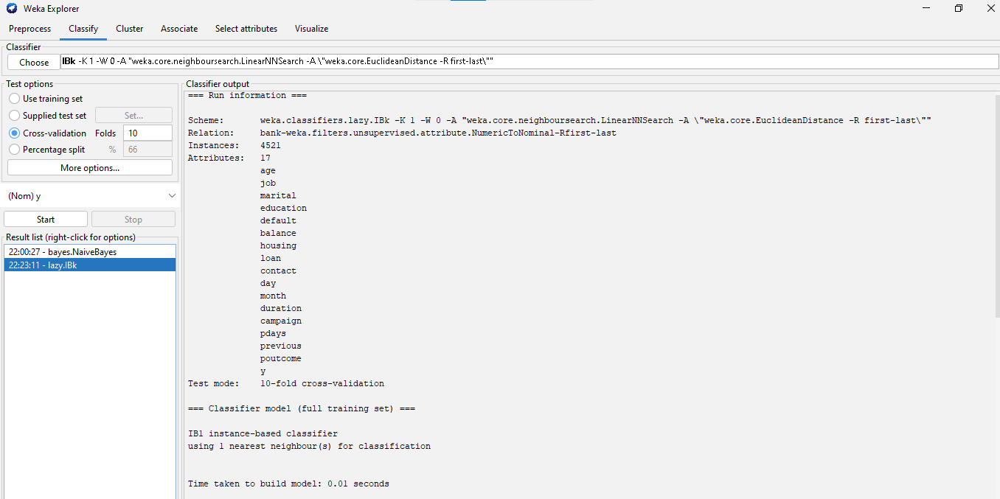 Weka Explorer
Preprocess Classify Cluster Associate Select attributes Visualize
Classifier
Choose IBk -K 1 -W 0 -A "weka.core.neighboursearch.LinearNNSearch -A \"weka.core.EuclideanDistance -R first-last\""
Test options
Use training set
Supplied test set Set...
Cross-validation Folds 10
Percentage split % 66
More options...
(Nom) y
Start Stop
Result list (right-click for options)
22:00:27 - bayes.NaiveBayes
22:23:11 - lazy.IBk
Classifier output
=== Run information ===
Scheme: weka.classifiers.lazy.IBk -K 1 -W 0 -A "weka.core.neighboursearch.LinearNNSearch -A \"weka.core.EuclideanDistance -R first-last\""
Relation: bank-weka.filters.unsupervised.attribute.NumericToNominal-Rfirst-last
Instances: 4521
Attributes: 17
age
job
marital
education
default
balance
housing
loan
contact
day
month
duration
campaign
pdays
previous
poutcome
y
Test mode: 10-fold cross-validation
=== Classifier model (full training set) ===
IB1 instance-based classifier
using 1 nearest neighbour(s) for classification
Time taken to build model: 0.01 seconds